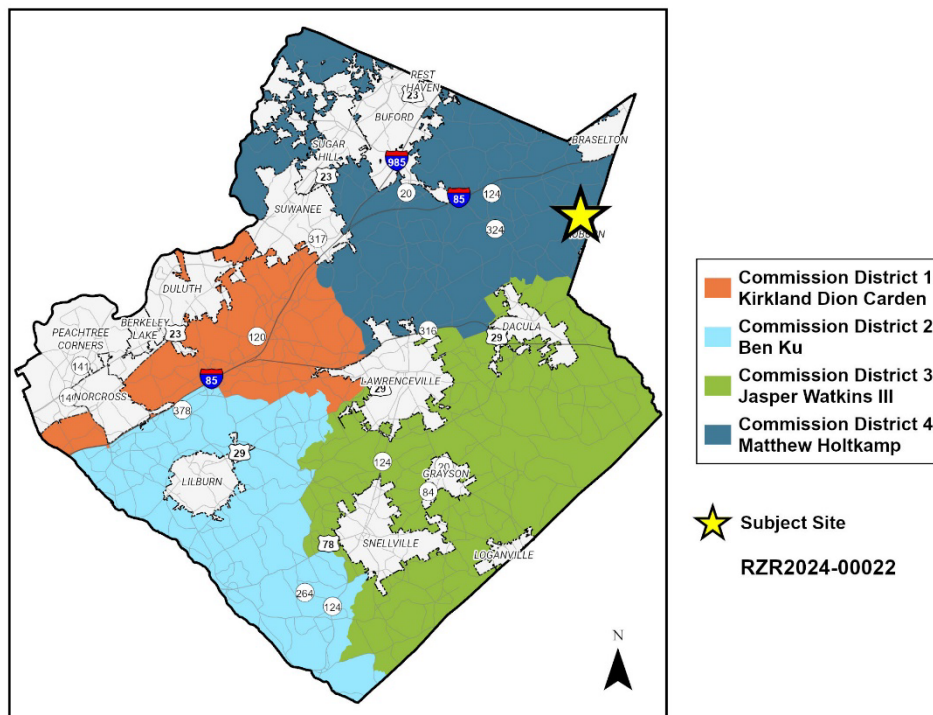 REST
HAVEN
23
BUFORD
BRASELTON
SUGAR
HILL
985
23
20
85
124
SUWANEE
324
317
DULUTH
BERKELEY
LAKE
PEACHTREE
CORNERS
23
120
316
DACULA
29
141
LAWRENCEVILLE
29
85
NORCROSS
378
29
LILBURN
124
20
GRAYSON
84
78
SNELLVILLE
LOGANVILLE
264
124
N
Commission District 1
Kirkland Dion Carden
Commission District 2
Ben Ku
Commission District 3
Jasper Watkins III
Commission District 4
Matthew Holtkamp
Subject Site
RZR2024-00022